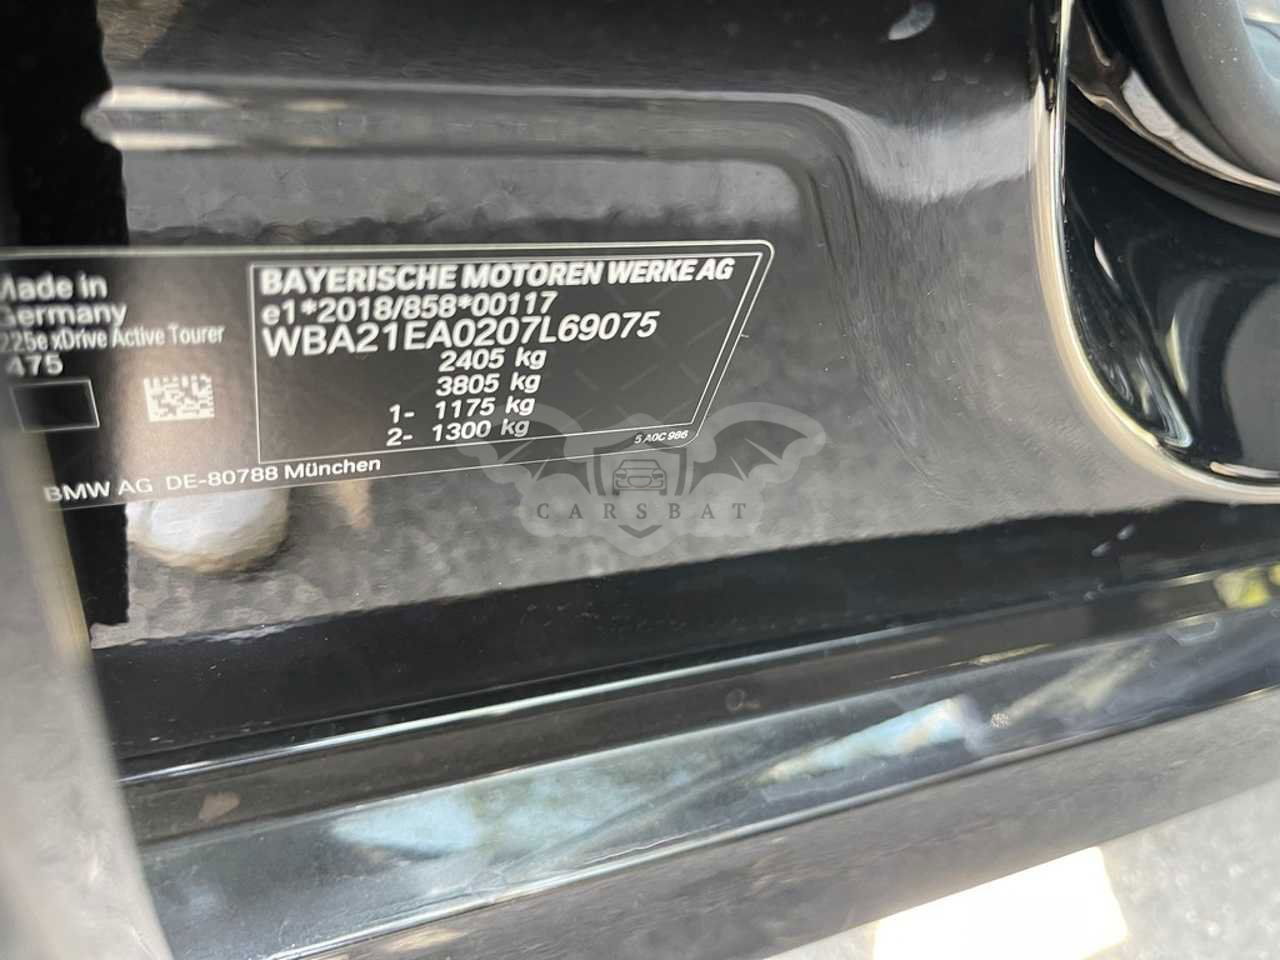 Made in
Germany
225e xDrive Active Tourer
475
BAYERISCHE MOTOREN WERKE AG
e1*2018/858*00117
WBA21EA0207L69075
2405 kg
3805 kg
1- 1175 kg
2- 1300 kg
5 A0C 986
BMW AG DE-80788 München
CARSBAT